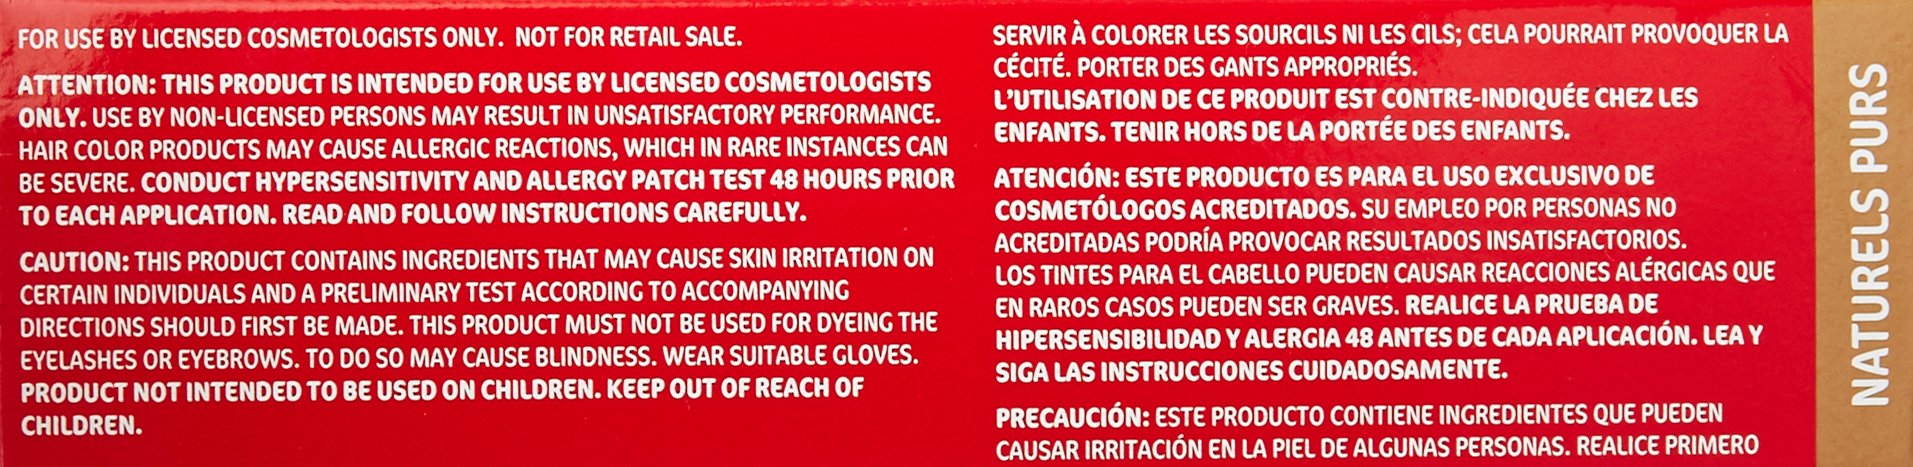 FOR USE BY LICENSED COSMETOLOGISTS ONLY. NOT FOR RETAIL SALE.
ATTENTION: THIS PRODUCT IS INTENDED FOR USE BY LICENSED COSMETOLOGISTS
ONLY. USE BY NON-LICENSED PERSONS MAY RESULT IN UNSATISFACTORY PERFORMANCE.
HAIR COLOR PRODUCTS MAY CAUSE ALLERGIC REACTIONS, WHICH IN RARE INSTANCES CAN
BE SEVERE. CONDUCT HYPERSENSITIVITY AND ALLERGY PATCH TEST 48 HOURS PRIOR
TO EACH APPLICATION. READ AND FOLLOW INSTRUCTIONS CAREFULLY.
CAUTION: THIS PRODUCT CONTAINS INGREDIENTS THAT MAY CAUSE SKIN IRRITATION ON
CERTAIN INDIVIDUALS AND A PRELIMINARY TEST ACCORDING TO ACCOMPANYING
DIRECTIONS SHOULD FIRST BE MADE. THIS PRODUCT MUST NOT BE USED FOR DYEING THE
EYELASHES OR EYEBROWS. TO DO SO MAY CAUSE BLINDNESS. WEAR SUITABLE GLOVES.
PRODUCT NOT INTENDED TO BE USED ON CHILDREN. KEEP OUT OF REACH OF
CHILDREN.
SERVIR À COLORER LES SOURCILS NI LES CILS; CELA POURRAIT PROVOQUER LA
CÉCITÉ. PORTER DES GANTS APPROPRIÉS.
L'UTILISATION DE CE PRODUIT EST CONTRE-INDIQUÉE CHEZ LES
ENFANTS. TENIR HORS DE LA PORTÉE DES ENFANTS.
ATENCIÓN: ESTE PRODUCTO ES PARA EL USO EXCLUSIVO DE
COSMETÓLOGOS ACREDITADOS. SU EMPLEO POR PERSONAS NO
ACREDITADAS PODRÍA PROVOCAR RESULTADOS INSATISFACTORIOS.
LOS TINTES PARA EL CABELLO PUEDEN CAUSAR REACCIONES ALÉRGICAS QUE
EN RAROS CASOS PUEDEN SER GRAVES. REALICE LA PRUEBA DE
HIPERSENSIBILIDAD Y ALERGIA 48 ANTES DE CADA APLICACIÓN. LEA Y
SIGA LAS INSTRUCCIONES CUIDADOSAMENTE.
PRECAUCIÓN: ESTE PRODUCTO CONTIENE INGREDIENTES QUE PUEDEN
CAUSAR IRRITACIÓN EN LA PIEL DE ALGUNAS PERSONAS. REALICE PRIMERO
NATURELS PURS